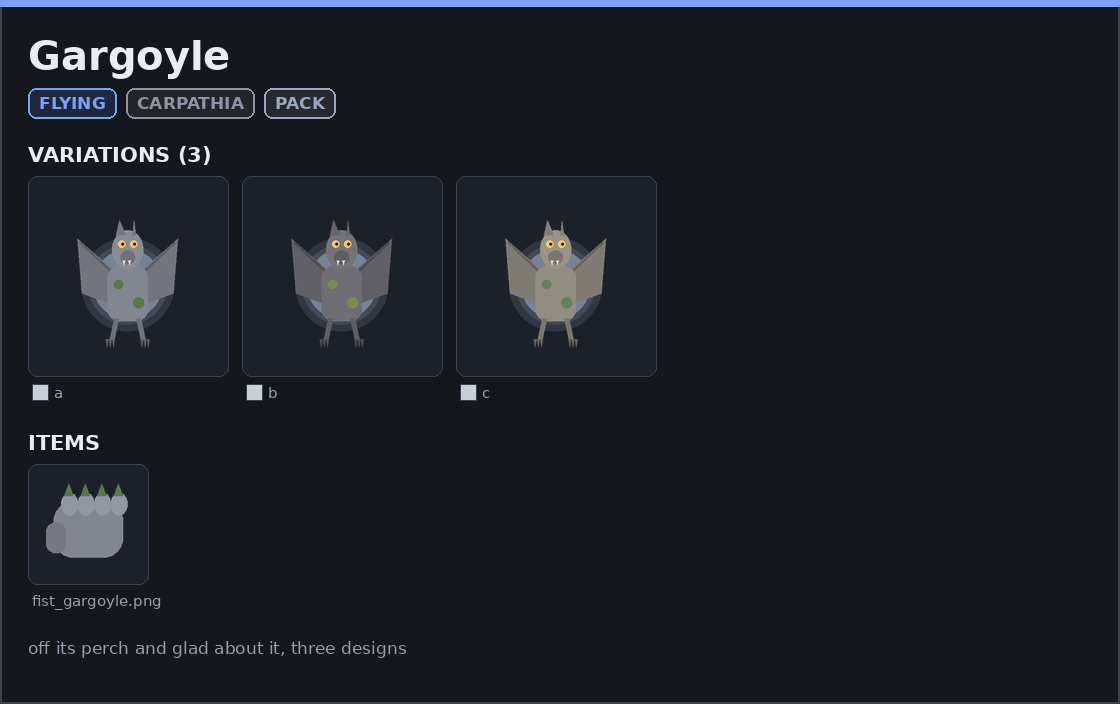 Gargoyle
FLYING CARPATHIA PACK
VARIATIONS (3)
a b c
ITEMS
fist_gargoyle.png
off its perch and glad about it, three designs